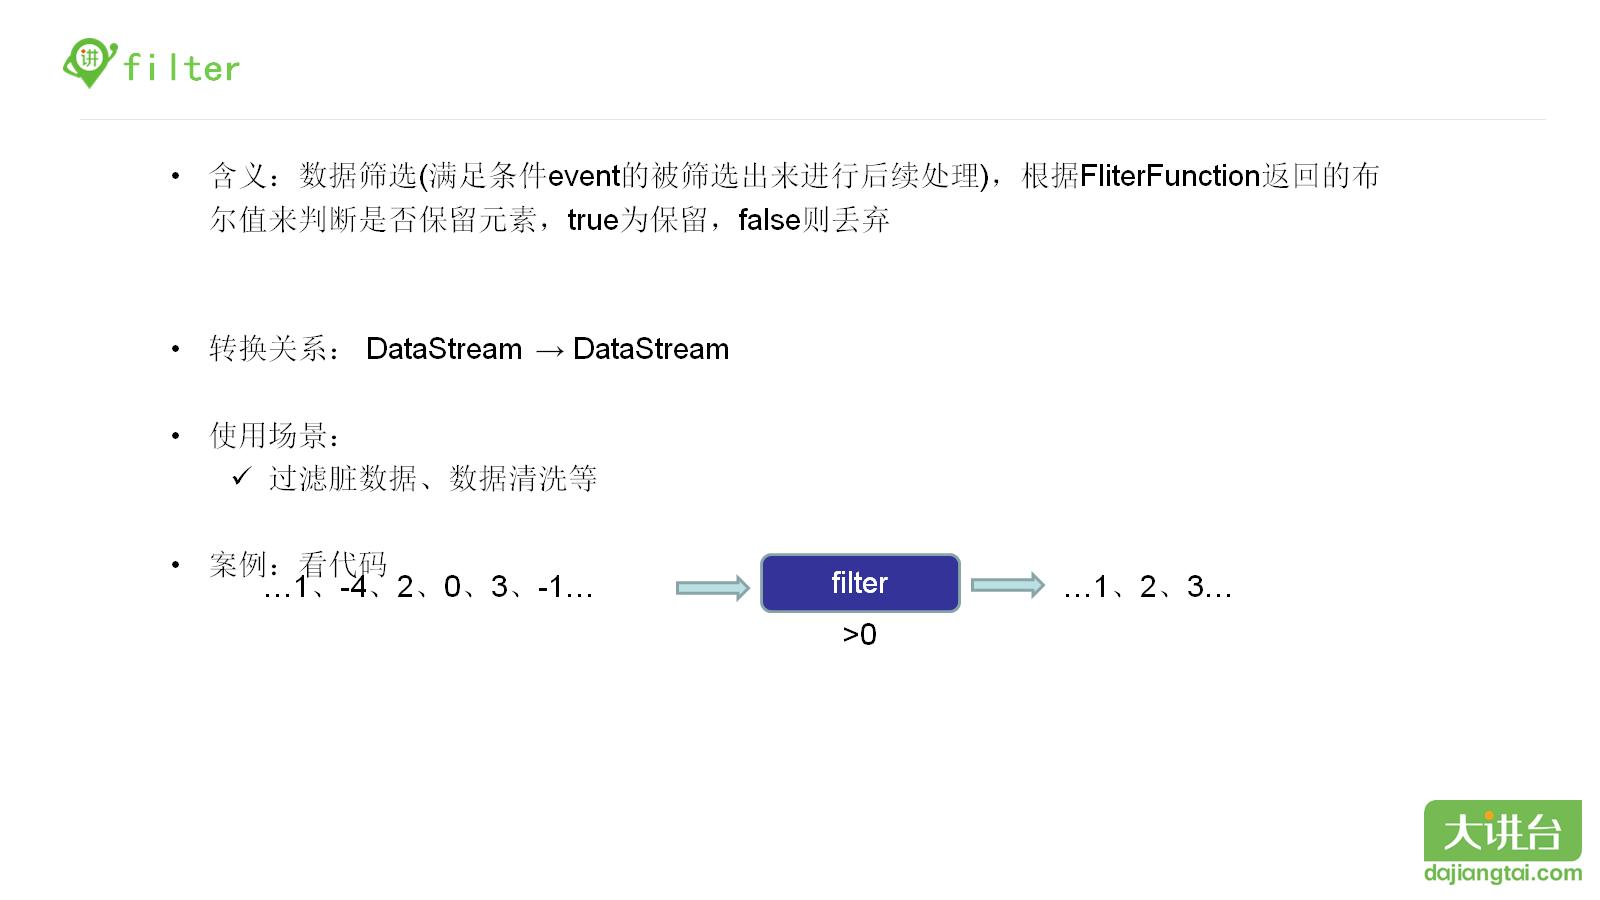 讲 filter
• 含义：数据筛选(满足条件event的被筛选出来进行后续处理)，根据FliterFunction返回的布
尔值来判断是否保留元素，true为保留，false则丢弃
• 转换关系： DataStream → DataStream
• 使用场景：
✓ 过滤脏数据、数据清洗等
• 案例：看代码
…1、-4、2、0、3、-1… filter …1、2、3…
>0
大讲台
dajiangtai.com